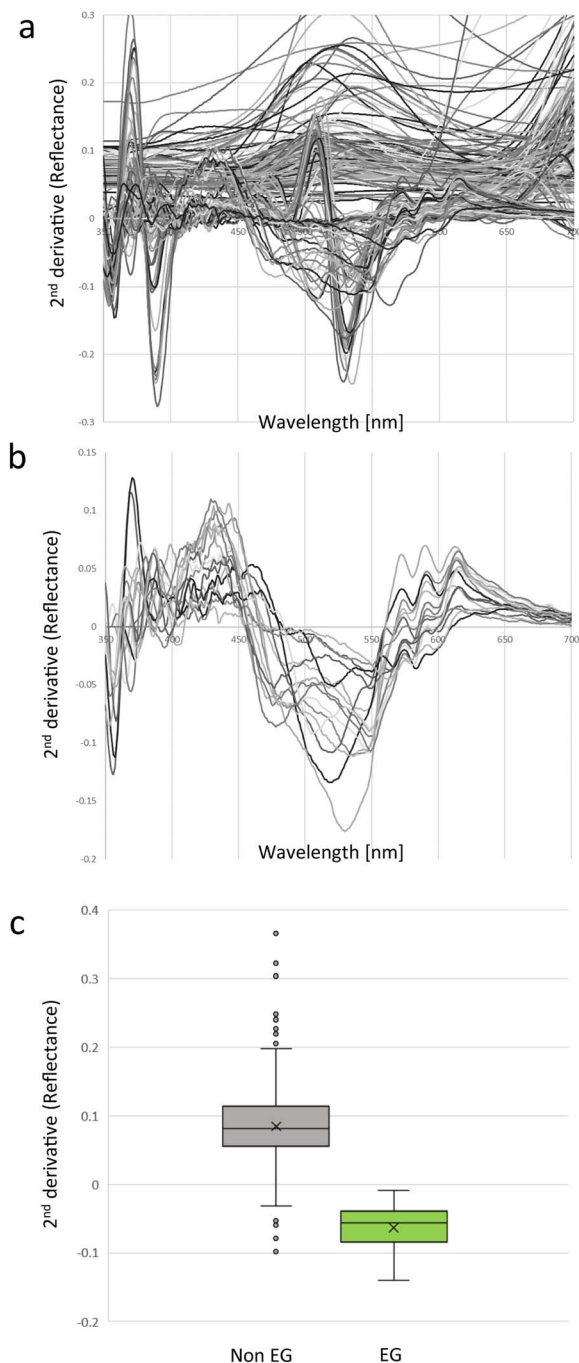 a
0.3
0.2
0.1
0
-0.1
-0.2
-0.3
450
650
2nd derivative (Reflectance)
Wavelength [nm]
b
0.15
0.1
0.05
0
-0.05
-0.1
-0.15
-0.2
350 400 450 500 550 600 650 700
2nd derivative (Reflectance)
Wavelength [nm]
c
0.4
0.3
0.2
0.1
0
-0.1
-0.2
2nd derivative (Reflectance)
Non EG EG